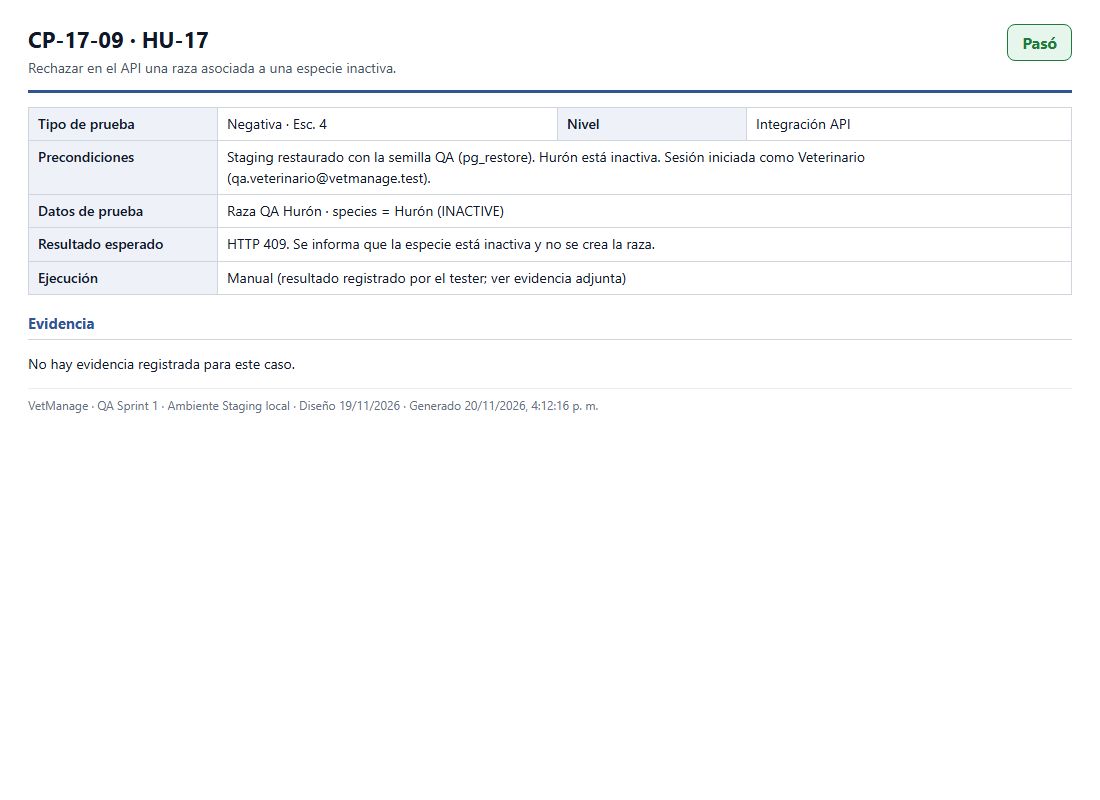 CP-17-09 · HU-17
Pasó
Rechazar en el API una raza asociada a una especie inactiva.
Tipo de prueba
Negativa · Esc. 4
Nivel
Integración API
Precondiciones
Staging restaurado con la semilla QA (pg_restore). Hurón está inactiva. Sesión iniciada como Veterinario
(qa.veterinario@vetmanage.test).
Datos de prueba
Raza QA Hurón · species = Hurón (INACTIVE)
Resultado esperado
HTTP 409. Se informa que la especie está inactiva y no se crea la raza.
Ejecución
Manual (resultado registrado por el tester; ver evidencia adjunta)
Evidencia
No hay evidencia registrada para este caso.
VetManage · QA Sprint 1 · Ambiente Staging local · Diseño 19/11/2026 · Generado 20/11/2026, 4:12:16 p. m.